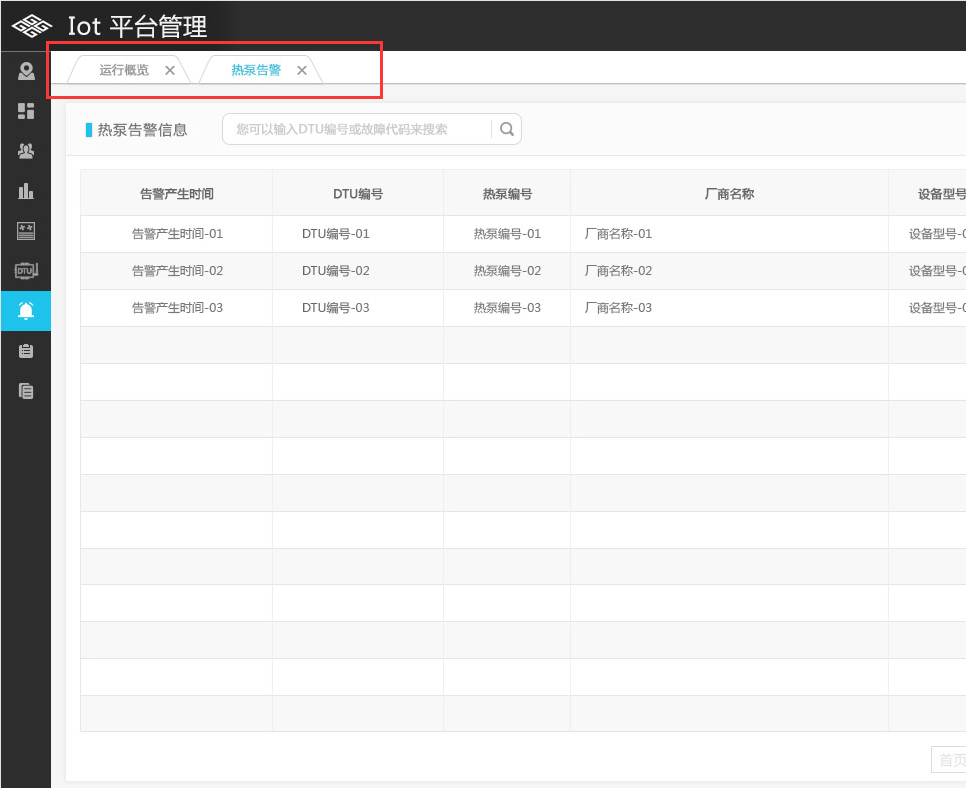 Iot 平台管理
运行概览
热泵告警
热泵告警信息
您可以输入DTU编号或故障代码来搜索
告警产生时间 DTU编号 热泵编号 厂商名称 设备型号
告警产生时间-01 DTU编号-01 热泵编号-01 厂商名称-01 设备型号-0
告警产生时间-02 DTU编号-02 热泵编号-02 厂商名称-02 设备型号-0
告警产生时间-03 DTU编号-03 热泵编号-03 厂商名称-03 设备型号-0
DTU
首页